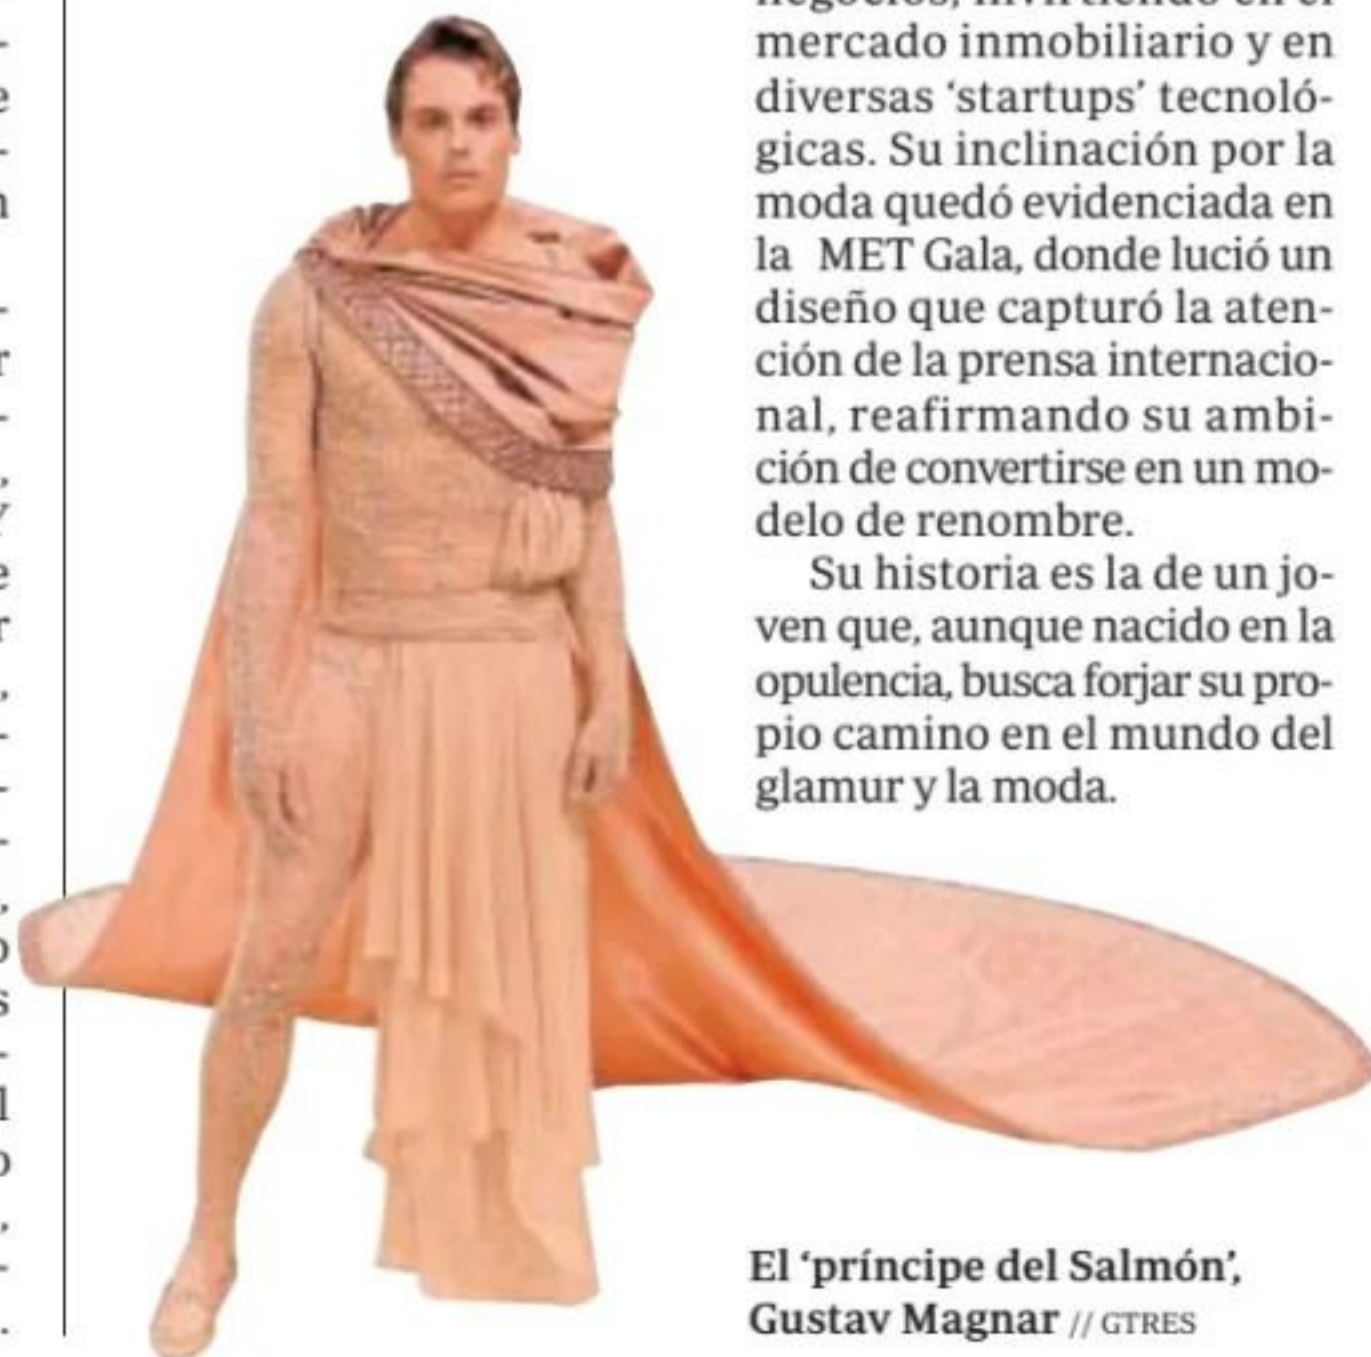 mercado inmobiliario y en
diversas ‘startups’ tecnoló-
gicas. Su inclinación por la
moda quedó evidenciada en
la MET Gala, donde lució un
diseño que capturó la aten-
ción de la prensa internacio-
nal, reafirmando su ambi-
ción de convertirse en un mo-
delo de renombre.
Su historia es la de un jo-
ven que, aunque nacido en la
opulencia, busca forjar su pro-
pio camino en el mundo del
glamur y la moda.
El ‘príncipe del Salmón’,
Gustav Magnar // GTRES